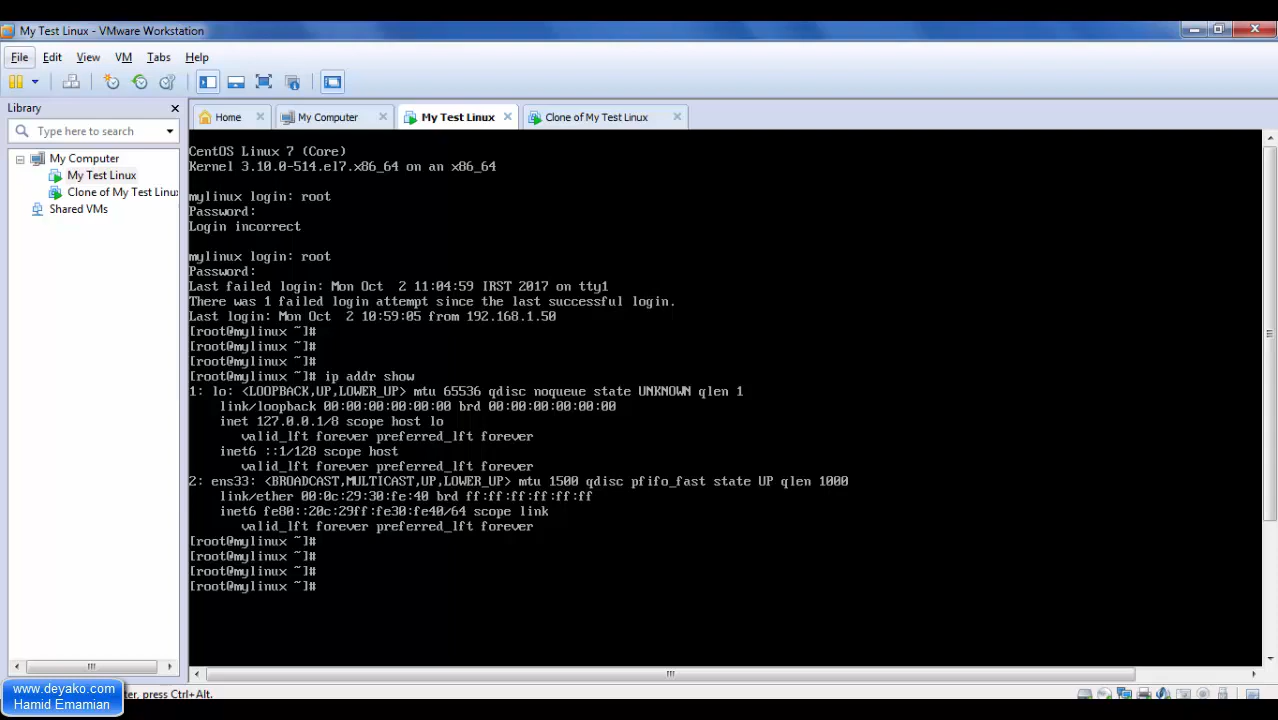 My Test Linux - VMware Workstation
File Edit View VM Tabs Help
Library
Type here to search
My Computer
My Test Linux
Clone of My Test Linux
Shared VMs
Home
My Computer
My Test Linux
Clone of My Test Linux
CentOS Linux 7 (Core)
Kernel 3.10.0-514.el7.x86_64 on an x86_64
mylinux login: root
Password:
Login incorrect
mylinux login: root
Password:
Last failed login: Mon Oct  2 11:04:59 IRST 2017 on tty1
There was 1 failed login attempt since the last successful login.
Last login: Mon Oct  2 10:59:05 from 192.168.1.50
[root@mylinux ~]#
[root@mylinux ~]#
[root@mylinux ~]#
[root@mylinux ~]# ip addr show
1: lo: <LOOPBACK,UP,LOWER_UP> mtu 65536 qdisc noqueue state UNKNOWN qlen 1
link/loopback 00:00:00:00:00:00 brd 00:00:00:00:00:00
inet 127.0.0.1/8 scope host lo
valid_lft forever preferred_lft forever
inet6 ::1/128 scope host
valid_lft forever preferred_lft forever
2: ens33: <BROADCAST,MULTICAST,UP,LOWER_UP> mtu 1500 qdisc pfifo_fast state UP qlen 1000
link/ether 00:0c:29:30:fe:40 brd ff:ff:ff:ff:ff:ff
inet6 fe80::20c:29ff:fe30:fe40/64 scope link
valid_lft forever preferred_lft forever
[root@mylinux ~]#
[root@mylinux ~]#
[root@mylinux ~]#
[root@mylinux ~]#
www.deyako.com
Hamid Emamian
ter, press Ctrl+Alt.